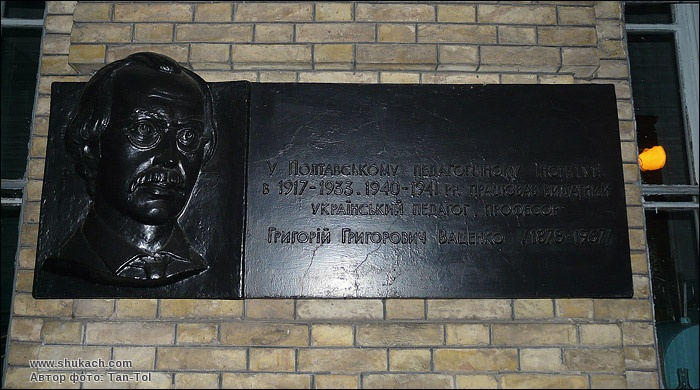 У Полтавському педагогічному інституті
в 1917-1933, 1940-1941 рр. працював видатний
український педагог, професор
Григорій Григорович Ващенко /1878-1967/
www.shukach.com
Автор фото: Tan-Tol